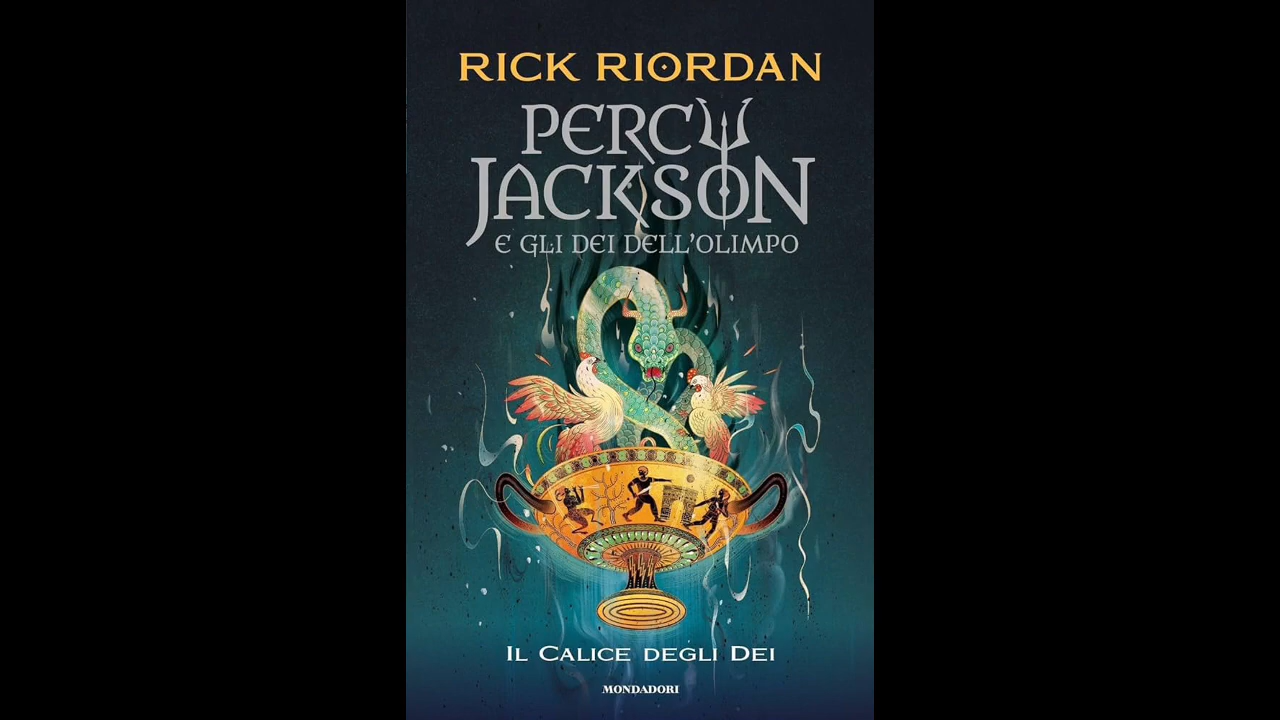 RICK RIORDAN
PERCY
JACKSON
E GLI DEI DELL'OLIMPO
IL CALICE DEGLI DEI
MONDADORI